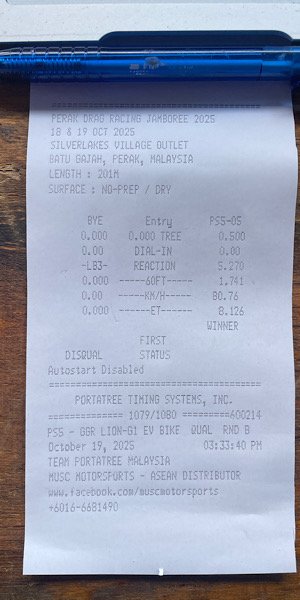 ========================================
PERAK DRAG RACING JAMBOREE 2025
18 & 19 OCT 2025
SILVERLAKES VILLAGE OUTLET
BATU GAJAH, PERAK, MALAYSIA
LENGTH : 201M
SURFACE : NO-PREP / DRY
BYE Entry PS5-05
0.000 0.000 TREE 0.500
0.00 DIAL-IN 0.00
-LB3- REACTION 5.270
0.000 -----60FT----- 1.741
0.00 -----KM/H----- 80.76
0.000 ------ET------ 8.126
WINNER
FIRST
DISQUAL STATUS
Autostart Disabled
========================================
PORTATREE TIMING SYSTEMS, INC.
============== 1079/1080 =========600214
PS5 - GBR LION-G1 EV BIKE QUAL RND B
October 19, 2025 03:33:40 PM
TEAM PORTATREE MALAYSIA
MUSC MOTORSPORTS - ASEAN DISTRIBUTOR
www.facebook.com/muscmotorsports
+6016-6681490